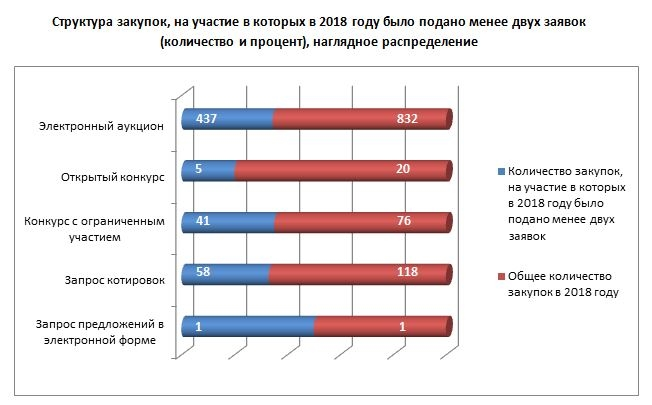 Структура закупок, на участие в которых в 2018 году было подано менее двух заявок
(количество и процент), наглядное распределение
Электронный аукцион
437
832
Открытый конкурс
5
20
Конкурс с ограниченным
участием
41
76
Запрос котировок
58
118
Запрос предложений в
электронной форме
1
1
Количество закупок,
на участие в которых
в 2018 году было
подано менее двух
заявок
Общее количество
закупок в 2018 году